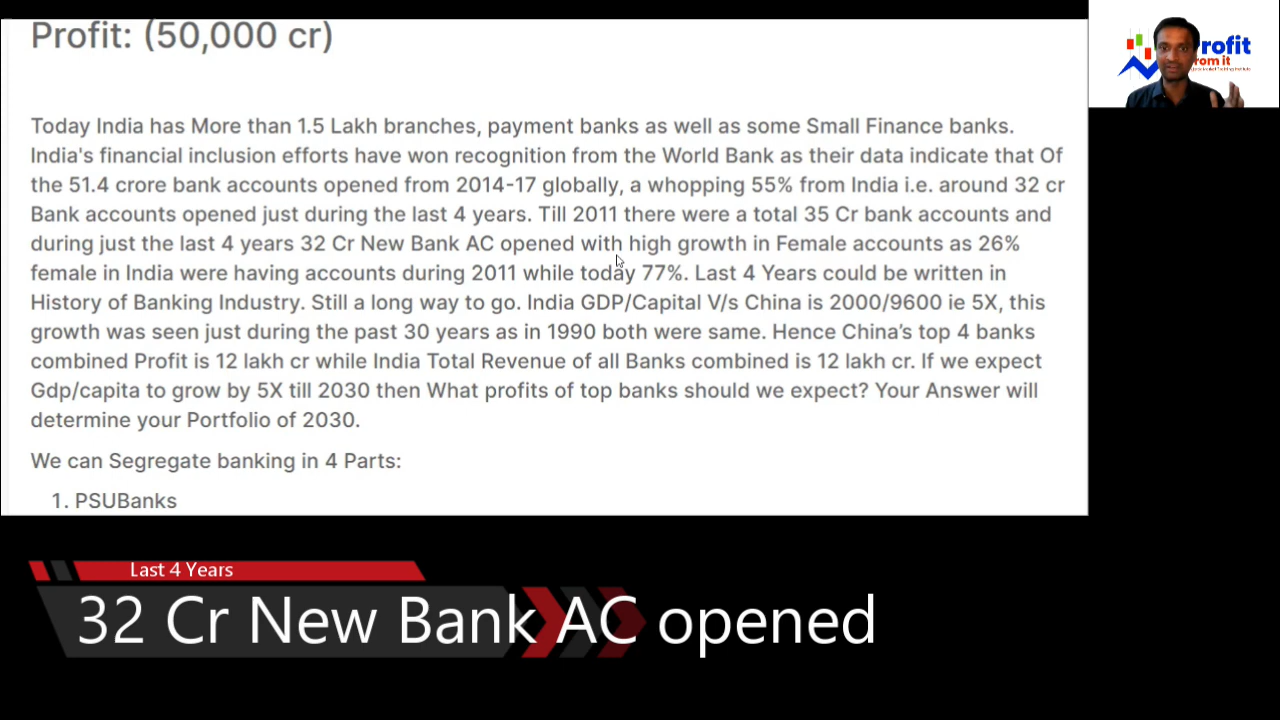 Profit: (50,000 cr)
rofit
rom it
Today India has More than 1.5 Lakh branches, payment banks as well as some Small Finance banks.
India's financial inclusion efforts have won recognition from the World Bank as their data indicate that Of
the 51.4 crore bank accounts opened from 2014-17 globally, a whopping 55% from India i.e. around 32 cr
Bank accounts opened just during the last 4 years. Till 2011 there were a total 35 Cr bank accounts and
during just the last 4 years 32 Cr New Bank AC opened with high growth in Female accounts as 26%
female in India were having accounts during 2011 while today 77%. Last 4 Years could be written in
History of Banking Industry. Still a long way to go. India GDP/Capital V/s China is 2000/9600 ie 5X, this
growth was seen just during the past 30 years as in 1990 both were same. Hence China’s top 4 banks
combined Profit is 12 lakh cr while India Total Revenue of all Banks combined is 12 lakh cr. If we expect
Gdp/capita to grow by 5X till 2030 then What profits of top banks should we expect? Your Answer will
determine your Portfolio of 2030.
We can Segregate banking in 4 Parts:
1. PSUBanks
Last 4 Years
32 Cr New Bank AC opened